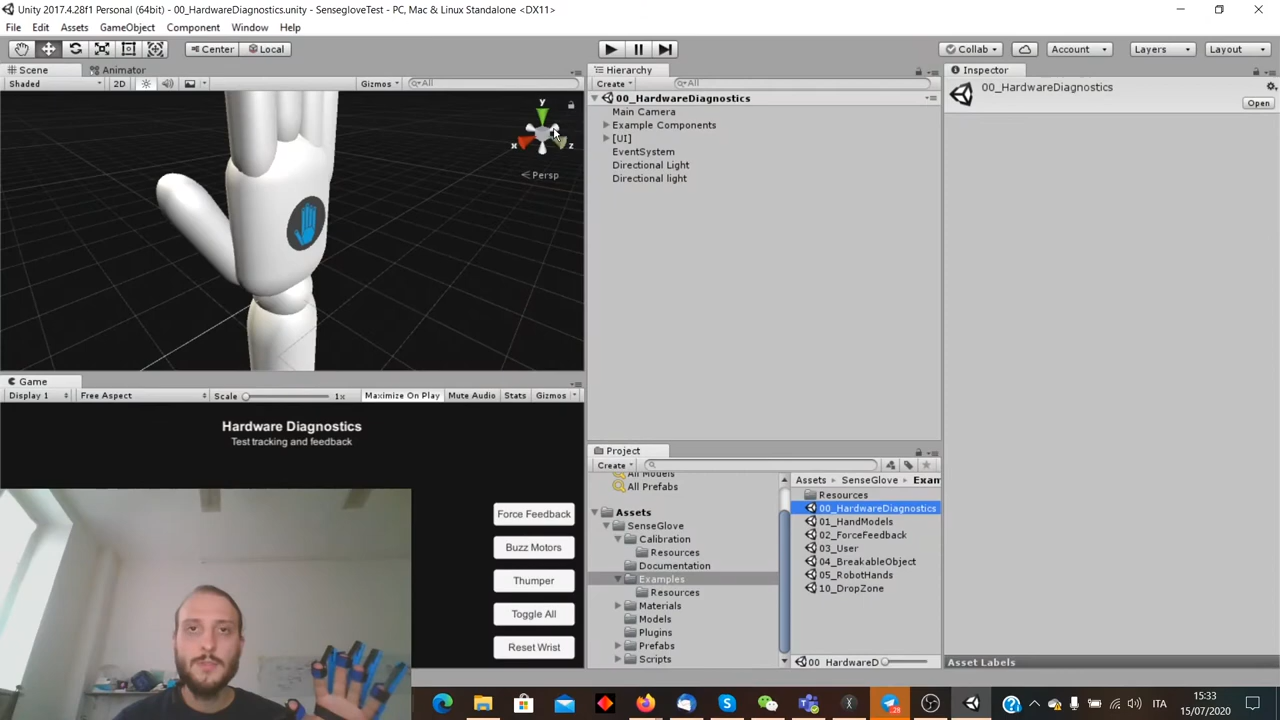 Unity 2017.4.28f1 Personal (64bit) - 00_HardwareDiagnostics.unity - SensegloveTest - PC, Mac & Linux Standalone <DX11>
File Edit Assets GameObject Component Window Help
Center Local Collab Account Layers Layout
Scene Animator
Shaded 2D Gizmos All
y
x
z
Persp
Hierarchy
Create All
00_HardwareDiagnostics
Main Camera
Example Components
[UI]
EventSystem
Directional Light
Directional light
Inspector
00_HardwareDiagnostics
Open
Game
Display 1 Free Aspect Scale 1x Maximize On Play Mute Audio Stats Gizmos
Hardware Diagnostics
Test tracking and feedback
Force Feedback
Buzz Motors
Thumper
Toggle All
Reset Wrist
Project
Create
All Models
All Prefabs
Assets
SenseGlove
Calibration
Resources
Documentation
Examples
Resources
Materials
Models
Plugins
Prefabs
Scripts
Assets SenseGlove Exam
Resources
00_HardwareDiagnostics
01_HandModels
02_ForceFeedback
03_User
04_BreakableObject
05_RobotHands
10_DropZone
00_HardwareD
Asset Labels
28
ITA
15:33
15/07/2020